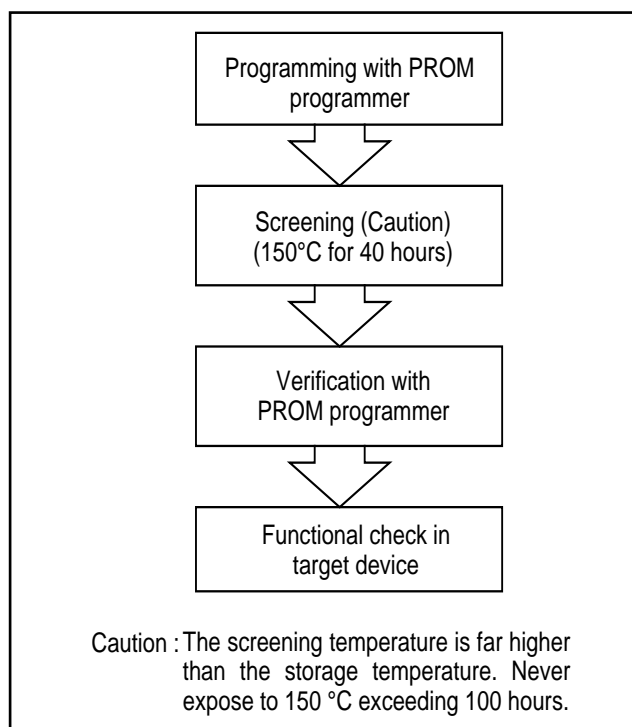 Programming with PROM
programmer
Screening (Caution)
(150°C for 40 hours)
Verification with
PROM programmer
Functional check in
target device
Caution : The screening temperature is far higher
than the storage temperature. Never
expose to 150 °C exceeding 100 hours.